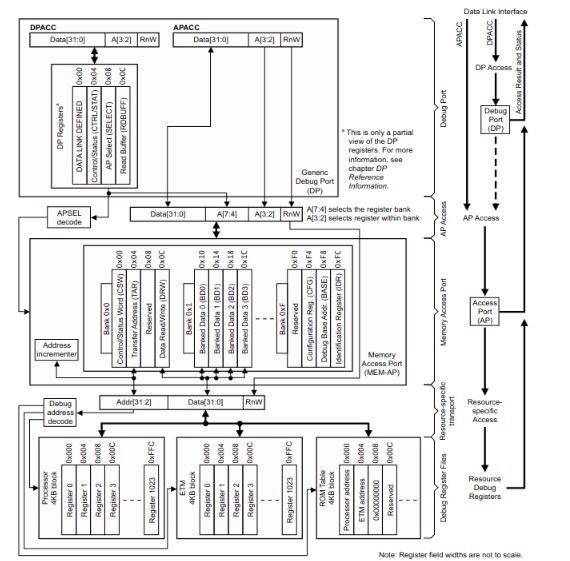 Data Link Interface
DPACC
APACC
Data[31:0] A[3:2] RnW
Data[31:0] A[3:2] RnW
APACC
DPACC
Access Result and Status
DP Access
Debug Port
0x00
0x04
0x08
0x0C
DP Registersª
DATA LINK DEFINED
Control/Status (CTRL/STAT)
AP Select (SELECT)
Read Buffer (RDBUFF)
Debug
Port
(DP)
ª This is only a partial
view of the DP
registers. For more
information, see
chapter DP
Reference
Information.
Generic
Debug Port
(DP)
APSEL
decode
Data[31:0] A[7:4] A[3:2] RnW
A[7:4] selects the register bank
A[3:2] selects register within bank
AP Access
AP Access
0x00
0x04
0x08
0x0C
Bank 0x0
Control/Status Word (CSW)
Transfer Address (TAR)
Reserved
Data Read/Write (DRW)
0x10
0x14
0x18
0x1C
Bank 0x1
Banked Data 0 (BD0)
Banked Data 1 (BD1)
Banked Data 2 (BD2)
Banked Data 3 (BD3)
0xF0
0xF4
0xF8
0xFC
Bank 0xF
Reserved
Configuration Reg. (CFG)
Debug Base Addr. (BASE)
Identification Register (IDR)
Memory Access Port
Access
Port
(AP)
Address
incrementer
Memory
Access Port
(MEM-AP)
Debug
address
decode
Addr[31:2] Data[31:0] RnW
Resource-specific
transport
Resource-
specific
Access
0x000
0x004
0x008
0x00C
0xFFC
Processor
4KB block
Register 0
Register 1
Register 2
Register 3
Register 1023
0x000
0x004
0x008
0x00C
0xFFC
ETM
4KB block
Register 0
Register 1
Register 2
Register 3
Register 1023
0x000
0x004
0x008
0x00C
ROM Table
4KB block
Processor address
ETM address
0x00000000
Reserved
Debug Register Files
Resource
Debug
Registers
Note: Register field widths are not to scale.